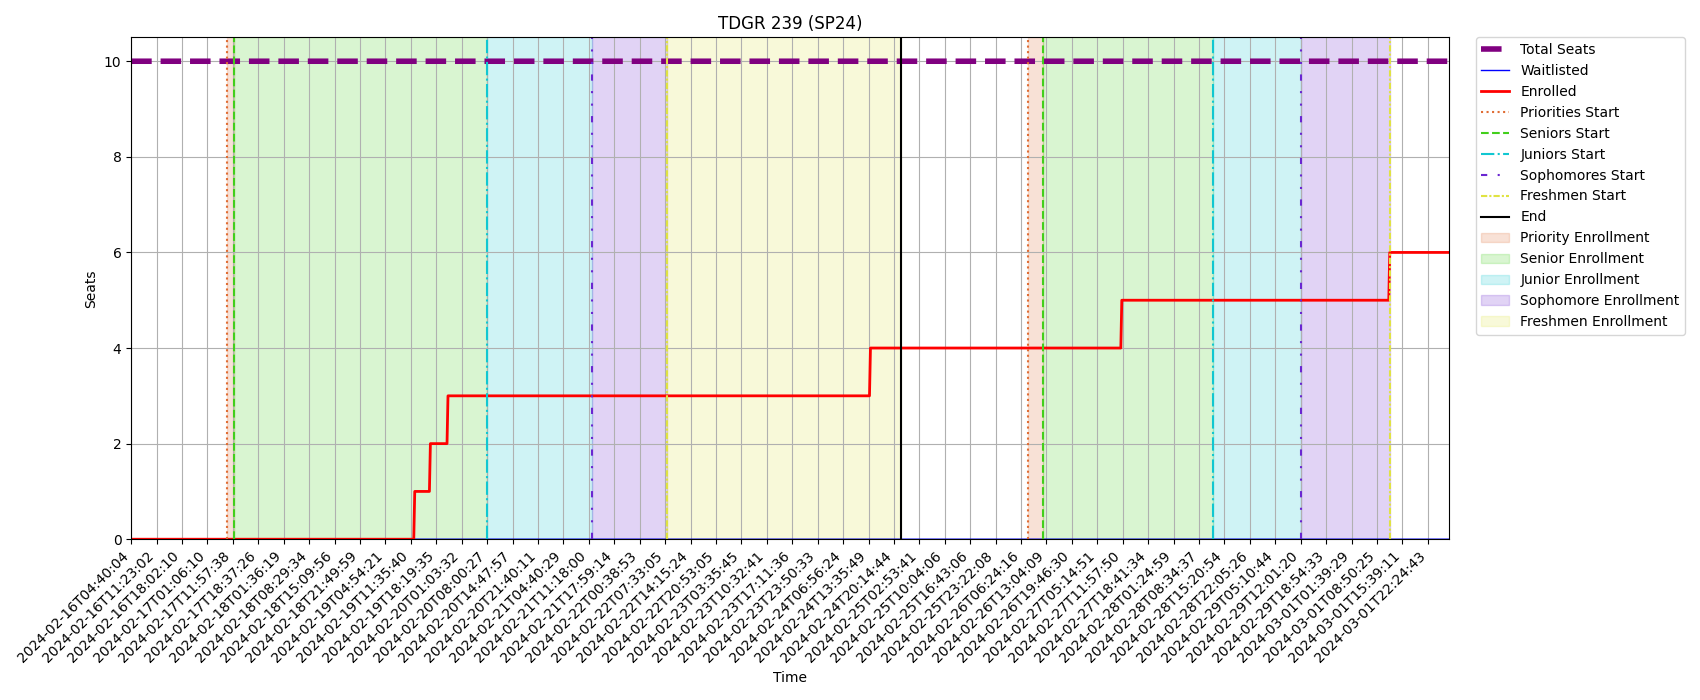 TDGR 239 (SP24)
10
8
6
4
2
0
Seats
2024-02-16T04:40:04
2024-02-16T11:23:02
2024-02-16T18:02:10
2024-02-17T01:06:10
2024-02-17T11:57:38
2024-02-17T18:37:26
2024-02-18T01:36:19
2024-02-18T08:29:34
2024-02-18T15:09:56
2024-02-18T21:49:59
2024-02-19T04:54:21
2024-02-19T11:35:40
2024-02-19T18:19:35
2024-02-20T01:03:32
2024-02-20T08:00:27
2024-02-20T14:47:57
2024-02-20T21:40:11
2024-02-21T04:40:29
2024-02-21T11:18:00
2024-02-21T17:59:14
2024-02-22T00:38:53
2024-02-22T07:33:05
2024-02-22T14:15:24
2024-02-22T20:53:05
2024-02-23T03:35:45
2024-02-23T10:32:41
2024-02-23T17:11:36
2024-02-23T23:50:33
2024-02-24T06:56:24
2024-02-24T13:35:49
2024-02-24T20:14:44
2024-02-25T02:53:41
2024-02-25T10:04:06
2024-02-25T16:43:06
2024-02-25T23:22:08
2024-02-26T06:24:16
2024-02-26T13:04:09
2024-02-26T19:46:30
2024-02-27T05:14:51
2024-02-27T11:57:50
2024-02-27T18:41:34
2024-02-28T01:24:59
2024-02-28T08:34:37
2024-02-28T15:20:54
2024-02-28T22:05:26
2024-02-29T05:10:44
2024-02-29T12:01:20
2024-02-29T18:54:33
2024-03-01T01:39:29
2024-03-01T08:50:25
2024-03-01T15:39:11
2024-03-01T22:24:43
Time
Total Seats
Waitlisted
Enrolled
Priorities Start
Seniors Start
Juniors Start
Sophomores Start
Freshmen Start
End
Priority Enrollment
Senior Enrollment
Junior Enrollment
Sophomore Enrollment
Freshmen Enrollment